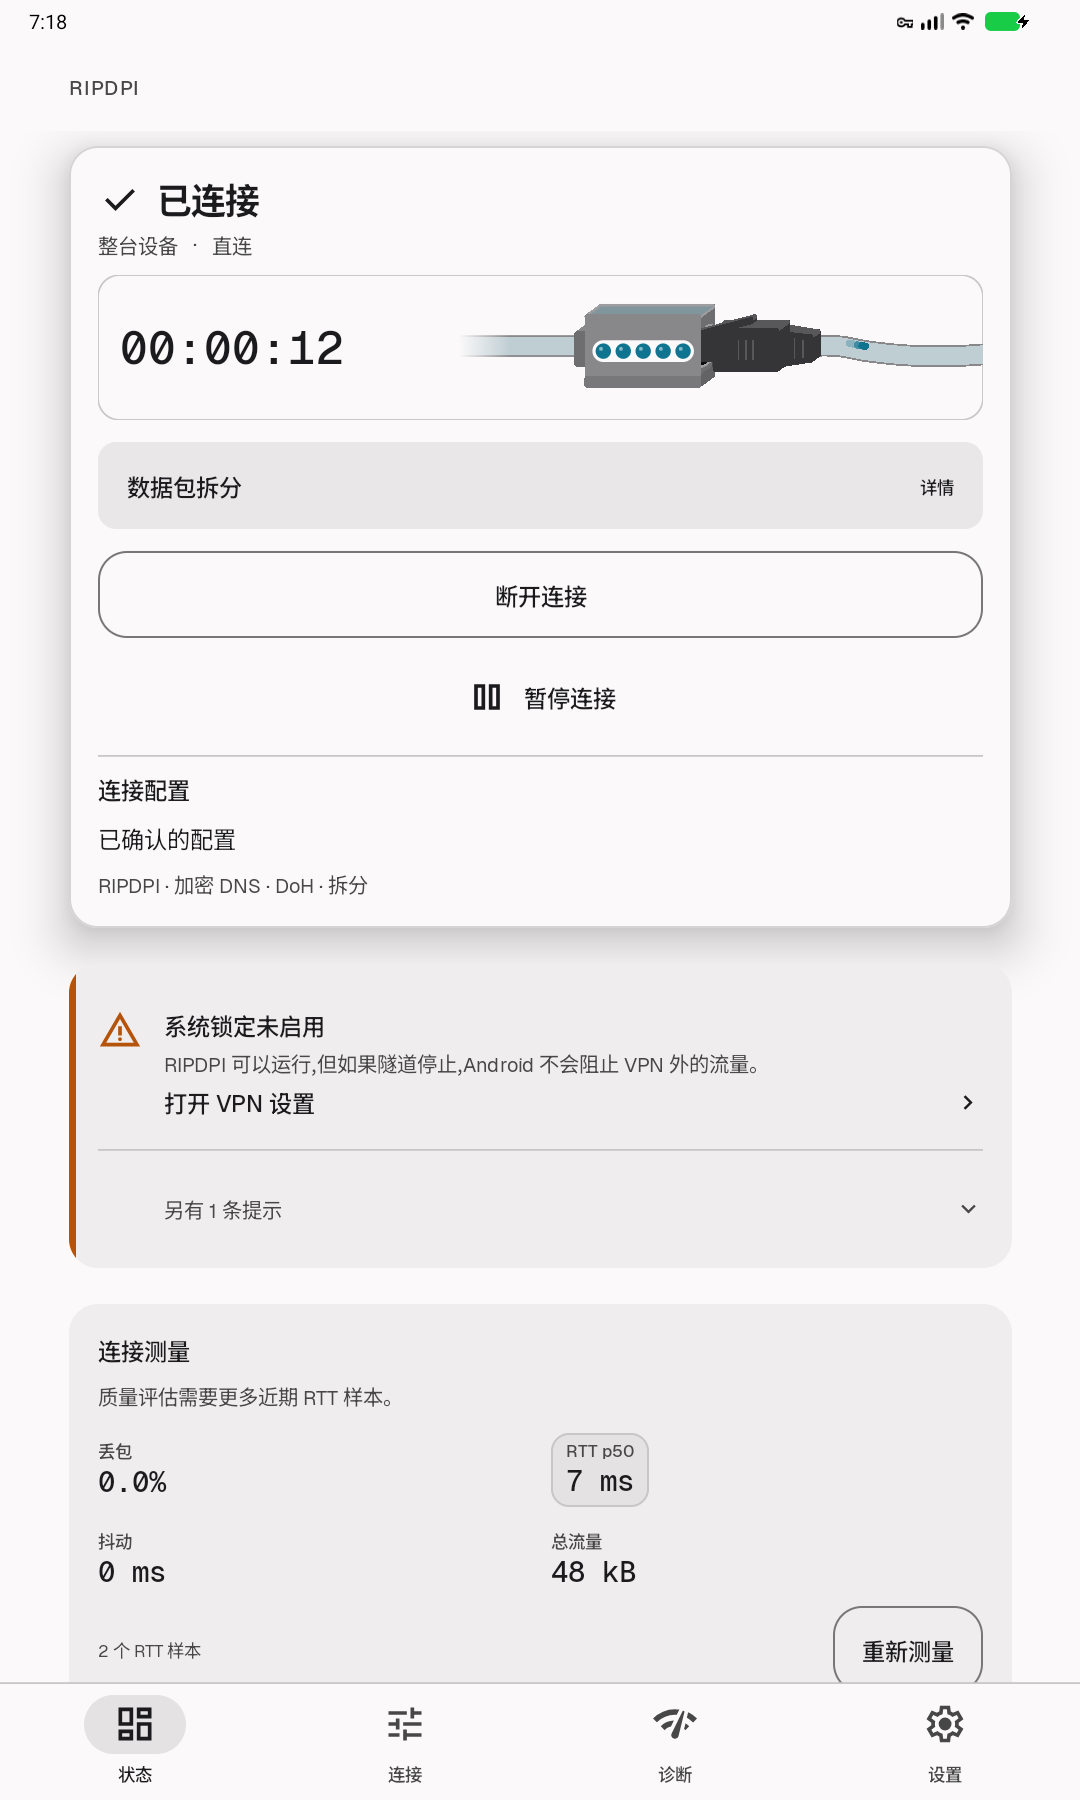 7:18
RIPDPI
已连接
整台设备 · 直连
00:00:12
数据包拆分
详情
断开连接
暂停连接
连接配置
已确认的配置
RIPDPI · 加密 DNS · DoH · 拆分
系统锁定未启用
RIPDPI 可以运行,但如果隧道停止,Android 不会阻止 VPN 外的流量。
打开 VPN 设置
另有 1 条提示
连接测量
质量评估需要更多近期 RTT 样本。
丢包
0.0%
RTT p50
7 ms
抖动
0 ms
总流量
48 kB
2 个 RTT 样本
重新测量
状态
连接
诊断
设置